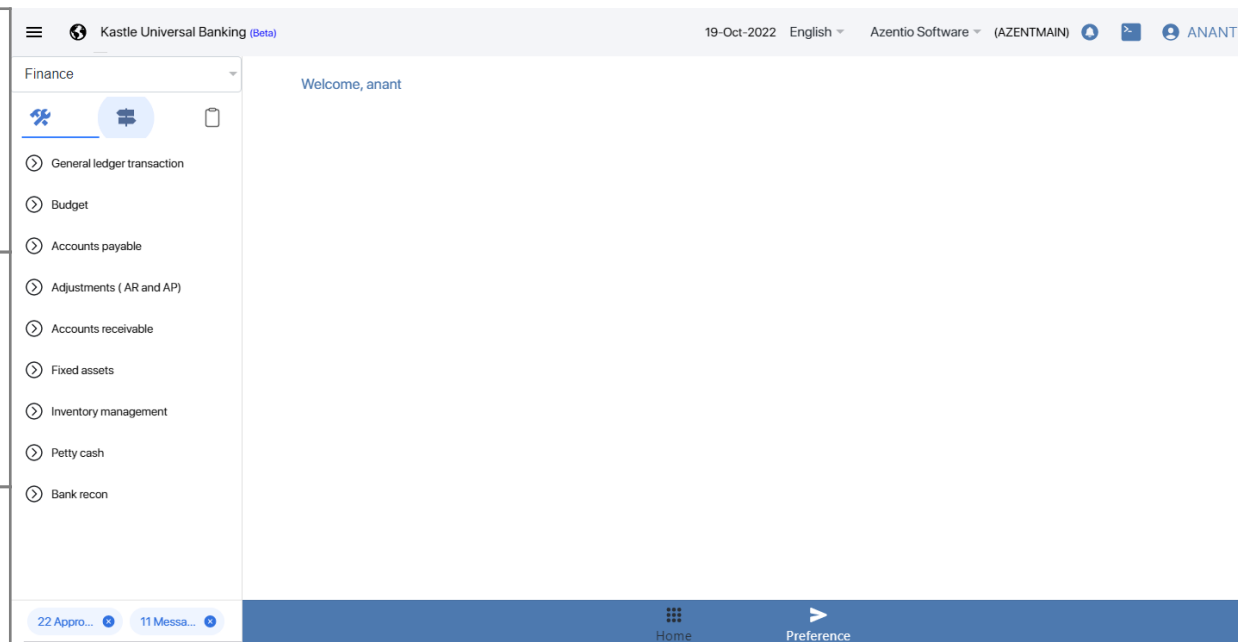 Kastle Universal Banking (Beta)
19-Oct-2022 English Azentio Software (AZENTMAIN) ANANT
Finance
Welcome, anant
General ledger transaction
Budget
Accounts payable
Adjustments ( AR and AP)
Accounts receivable
Fixed assets
Inventory management
Petty cash
Bank recon
22 Appro... 11 Messa...
Home Preference